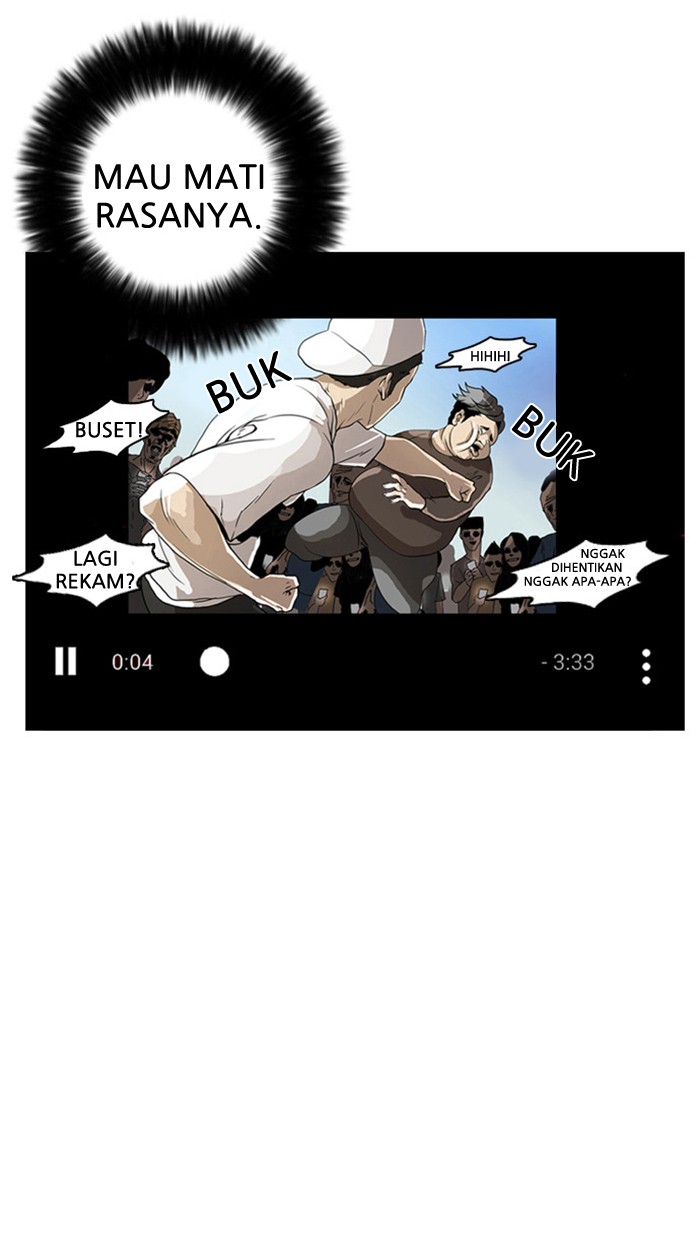 MAU MATI
RASANYA.
BUK
HIHIHI
BUSET!
BUK
LAGI
REKAM?
NGGAK
DIHENTIKAN
NGGAK APA-APA?
0:04
- 3:33